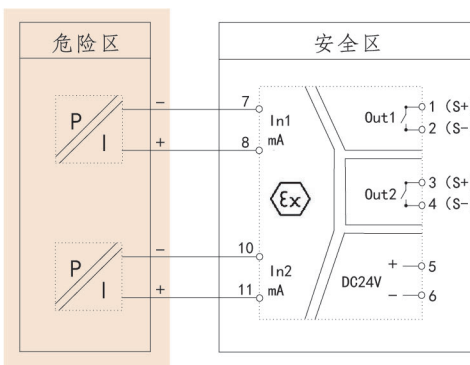 危险区
安全区
P
I
-
+
7
8
In1
mA
Out1
1 (S+
2 (S-
Ex
Out2
3 (S+
4 (S-
P
I
-
+
10
11
In2
mA
DC24V
+
-
5
6